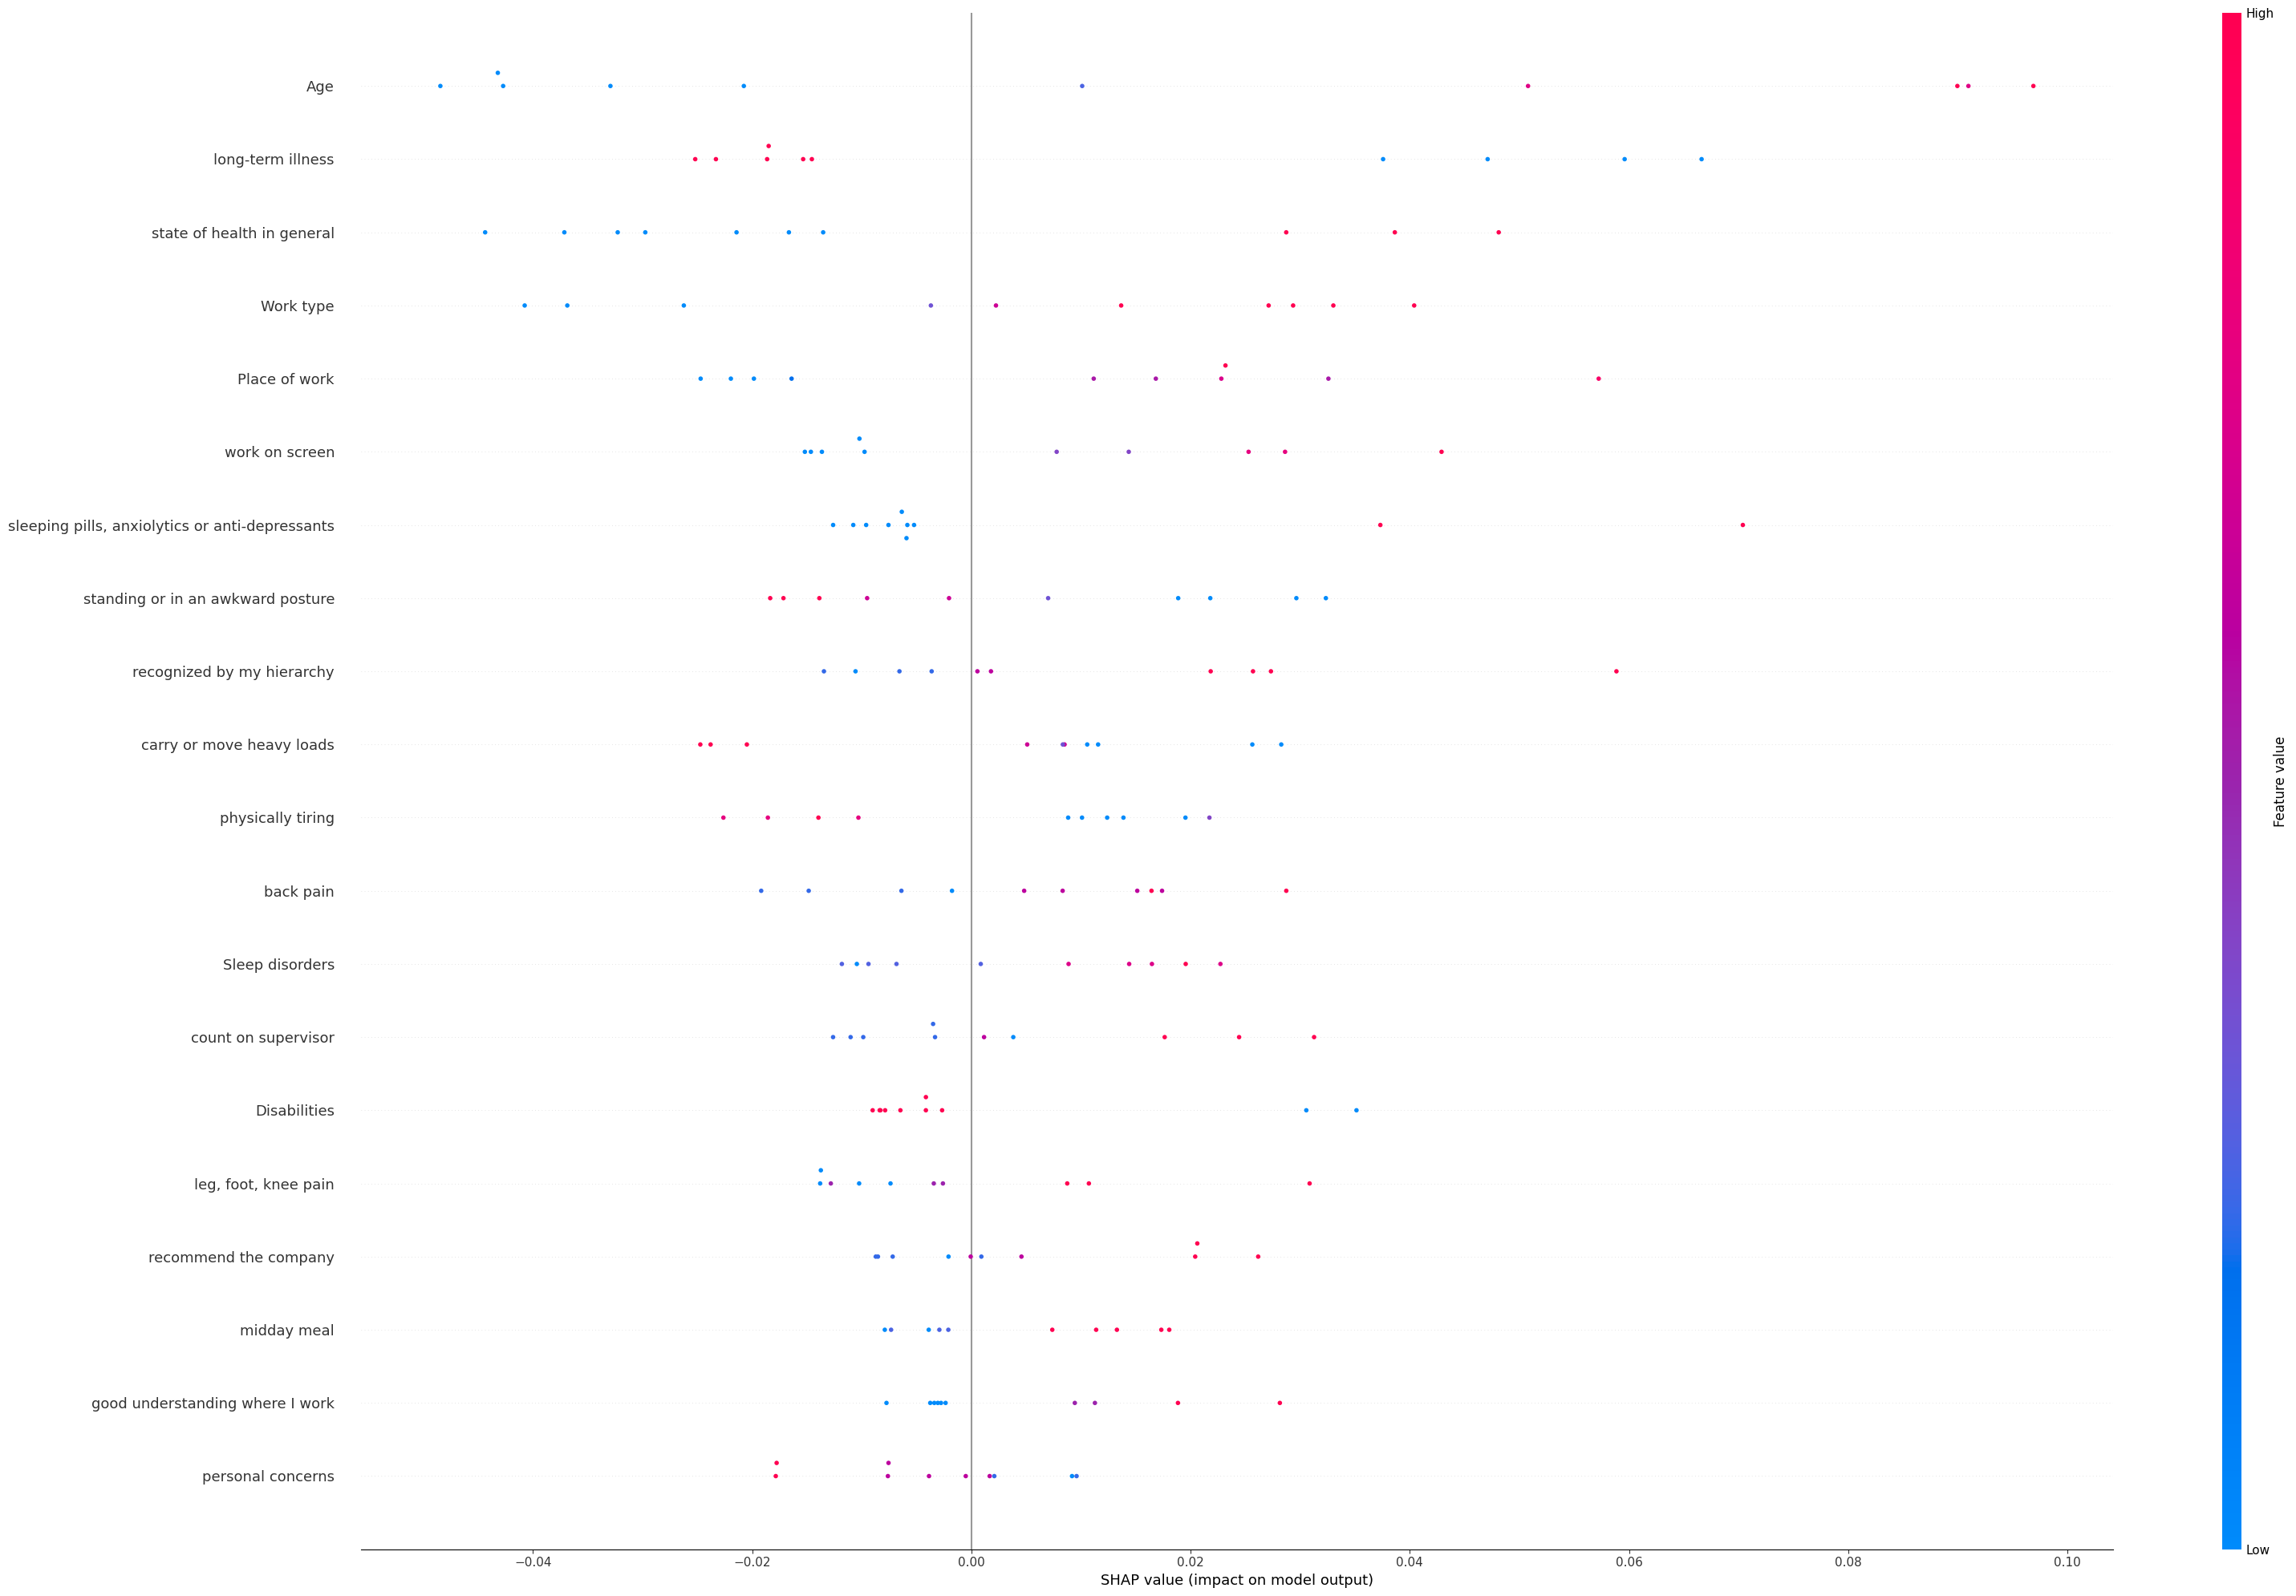 High
Age
long-term illness
state of health in general
Work type
Place of work
work on screen
sleeping pills, anxiolytics or anti-depressants
standing or in an awkward posture
recognized by my hierarchy
carry or move heavy loads
physically tiring
back pain
Sleep disorders
count on supervisor
Disabilities
leg, foot, knee pain
recommend the company
midday meal
good understanding where I work
personal concerns
Feature value
Low
−0.04 −0.02 0.00 0.02 0.04 0.06 0.08 0.10
SHAP value (impact on model output)